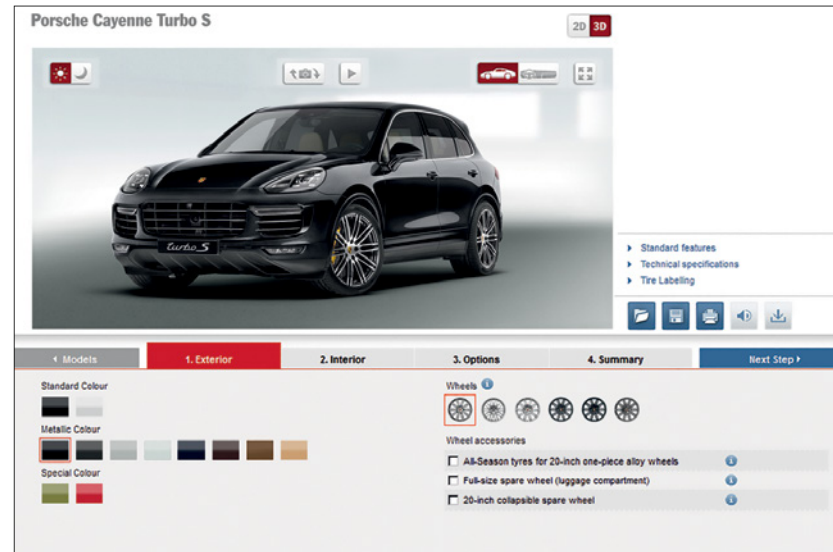 Porsche Cayenne Turbo S
2D 3D
turbo S
Standard features
Technical specifications
Tire Labeling
Models
1. Exterior
2. Interior
3. Options
4. Summary
Next Step
Standard Colour
Wheels
Metallic Colour
Wheel accessories
All-Season tyres for 20-inch one-piece alloy wheels
Special Colour
Full-size spare wheel (luggage compartment)
20-inch collapsible spare wheel